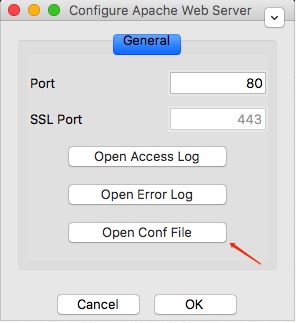 Configure Apache Web Server
General
Port 80
SSL Port 443
Open Access Log
Open Error Log
Open Conf File
Cancel OK